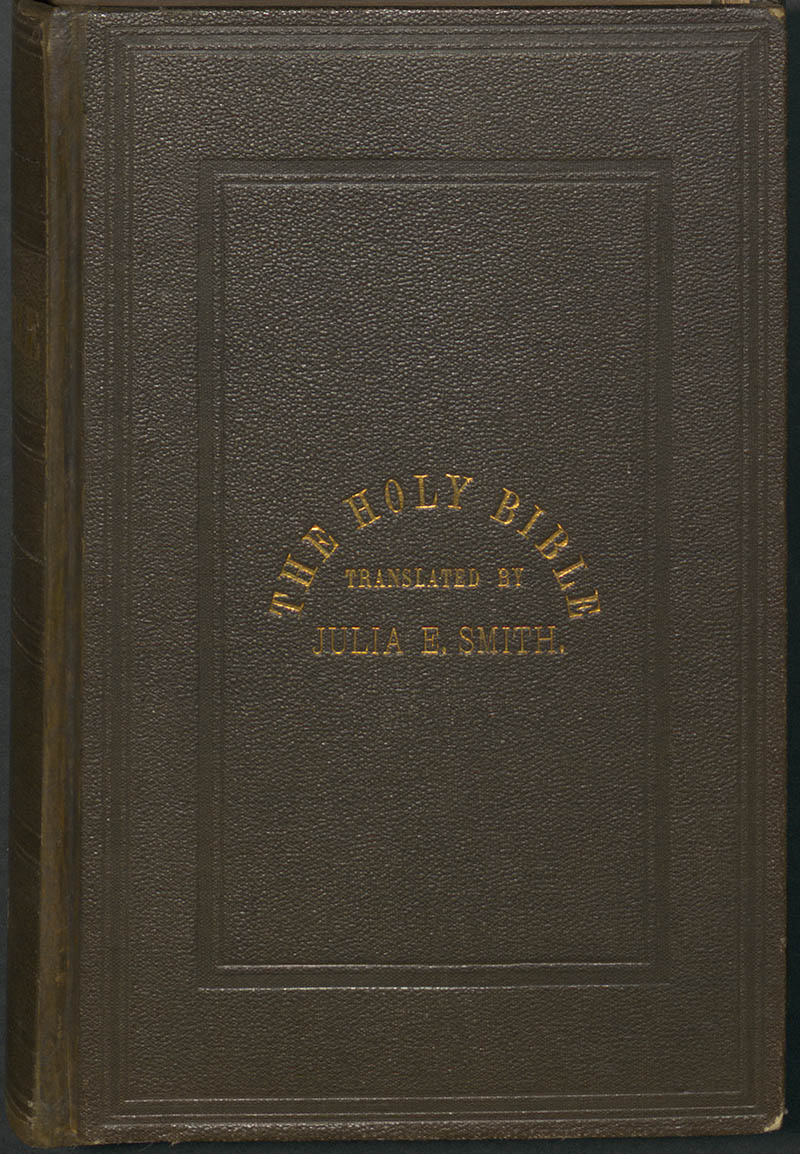 THE HOLY BIBLE
TRANSLATED BY
JULIA E. SMITH.